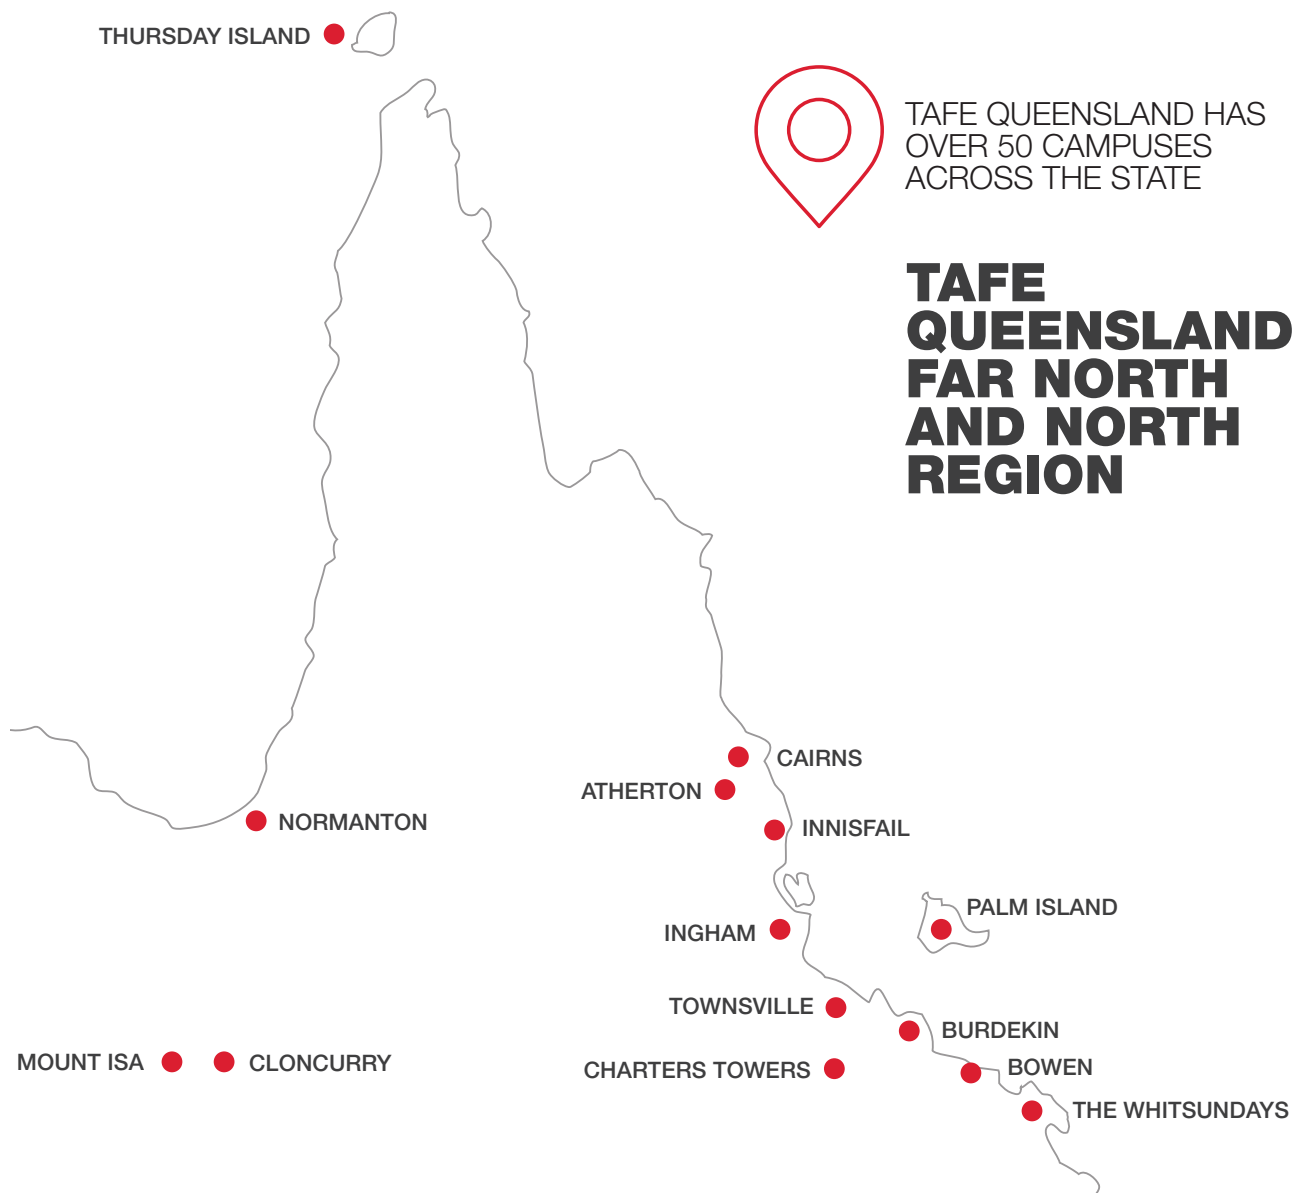 THURSDAY ISLAND
TAFE QUEENSLAND HAS
OVER 50 CAMPUSES
ACROSS THE STATE
TAFE
QUEENSLAND
FAR NORTH
AND NORTH
REGION
CAIRNS
ATHERTON
NORMANTON
INNISFAIL
PALM ISLAND
INGHAM
TOWNSVILLE
BURDEKIN
MOUNT ISA
CLONCURRY
CHARTERS TOWERS
BOWEN
THE WHITSUNDAYS